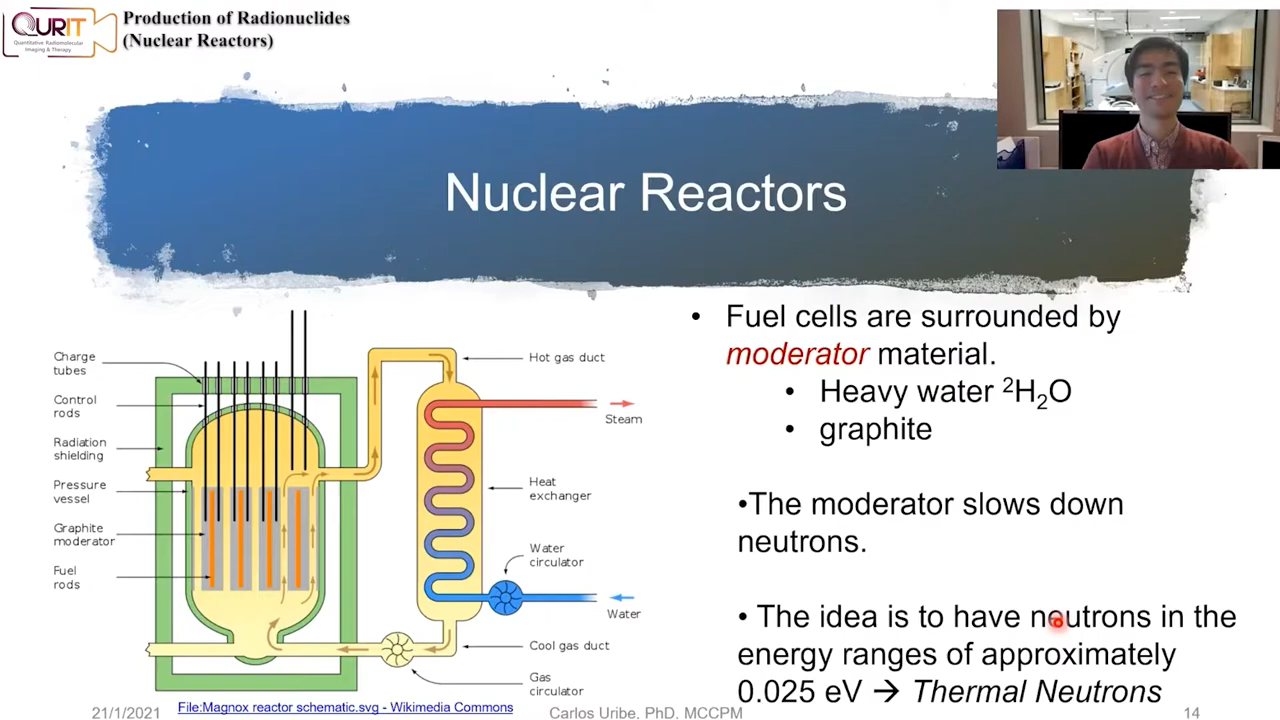 QURIT
Quantitative Radiomolecular
Imaging & Therapy
Production of Radionuclides
(Nuclear Reactors)
Nuclear Reactors
Charge
tubes
Control
rods
Radiation
shielding
Pressure
vessel
Graphite
moderator
Fuel
rods
Hot gas duct
Steam
Heat
exchanger
Water
circulator
Water
Cool gas duct
Gas
circulator
• Fuel cells are surrounded by
moderator material.
• Heavy water ²H₂O
• graphite
•The moderator slows down
neutrons.
• The idea is to have neutrons in the
energy ranges of approximately
0.025 eV → Thermal Neutrons
21/1/2021
File:Magnox reactor schematic.svg - Wikimedia Commons
Carlos Uribe, PhD, MCCPM
14